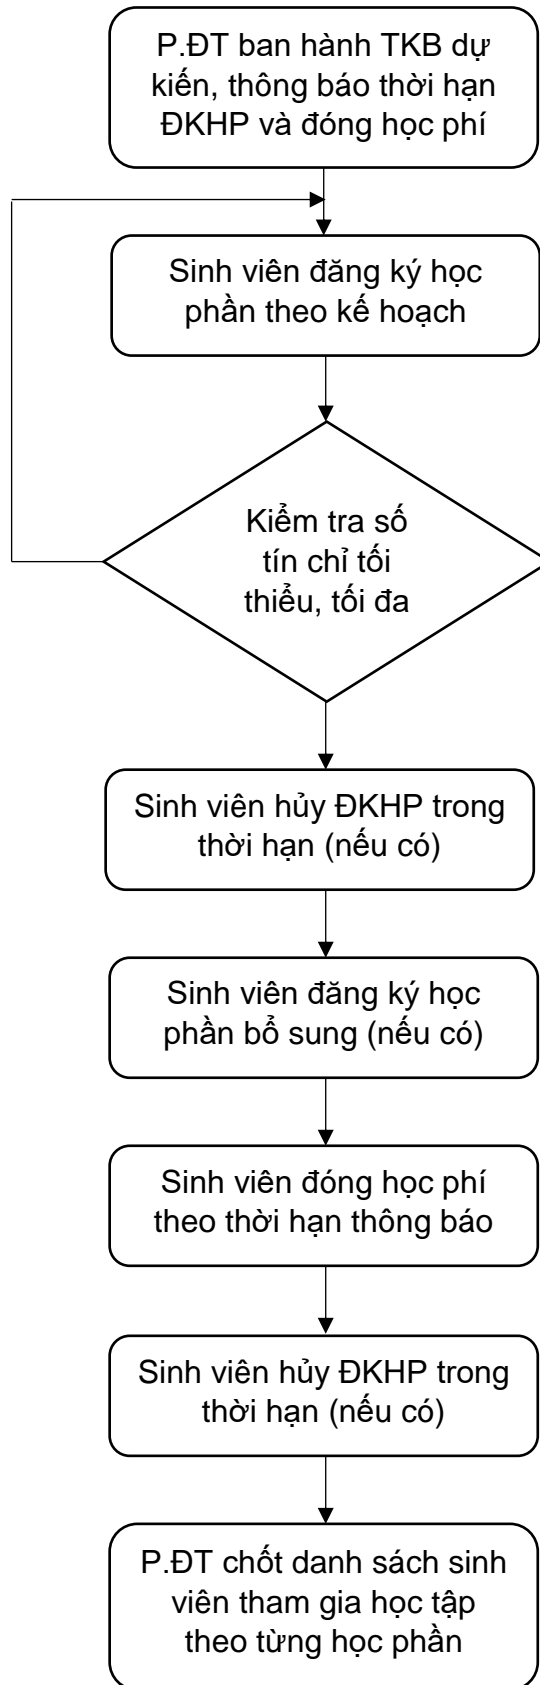 P.ĐT ban hành TKB dự
kiến, thông báo thời hạn
ĐKHP và đóng học phí
Sinh viên đăng ký học
phần theo kế hoạch
Kiểm tra số
tín chỉ tối
thiểu, tối đa
Sinh viên hủy ĐKHP trong
thời hạn (nếu có)
Sinh viên đăng ký học
phần bổ sung (nếu có)
Sinh viên đóng học phí
theo thời hạn thông báo
Sinh viên hủy ĐKHP trong
thời hạn (nếu có)
P.ĐT chốt danh sách sinh
viên tham gia học tập
theo từng học phần